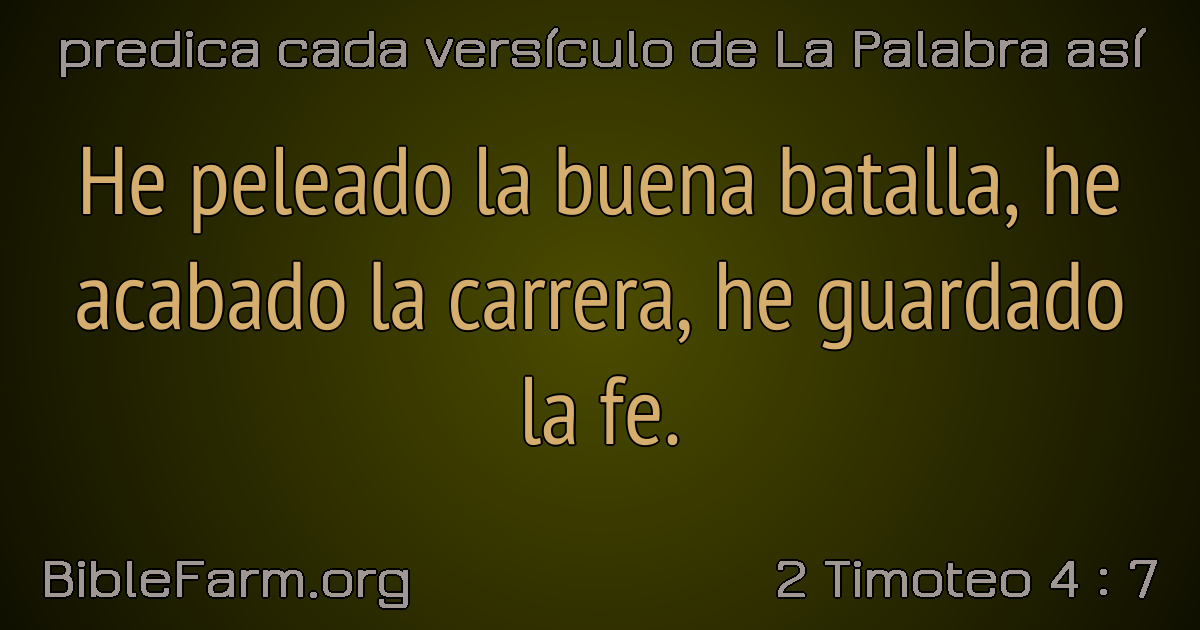 predica cada versículo de La Palabra así
He peleado la buena batalla, he
acabado la carrera, he guardado
la fe.
BibleFarm.org
2 Timoteo 4 : 7